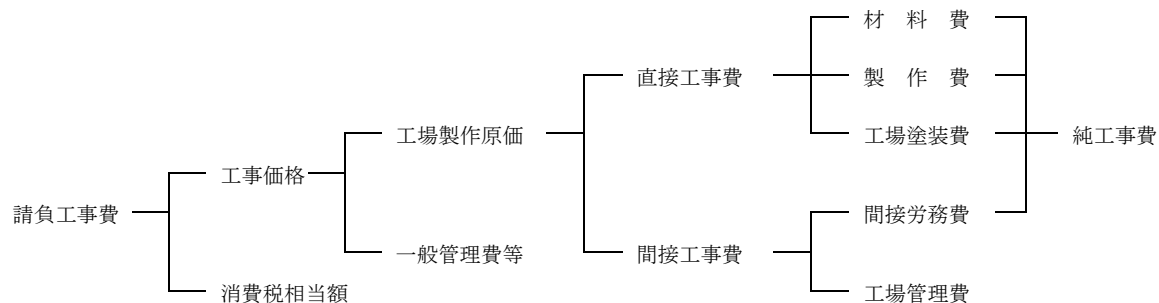 材料費
直接工事費
製作費
工場製作原価
工場塗装費
純工事費
工事価格
請負工事費
間接労務費
一般管理費等
間接工事費
消費税相当額
工場管理費